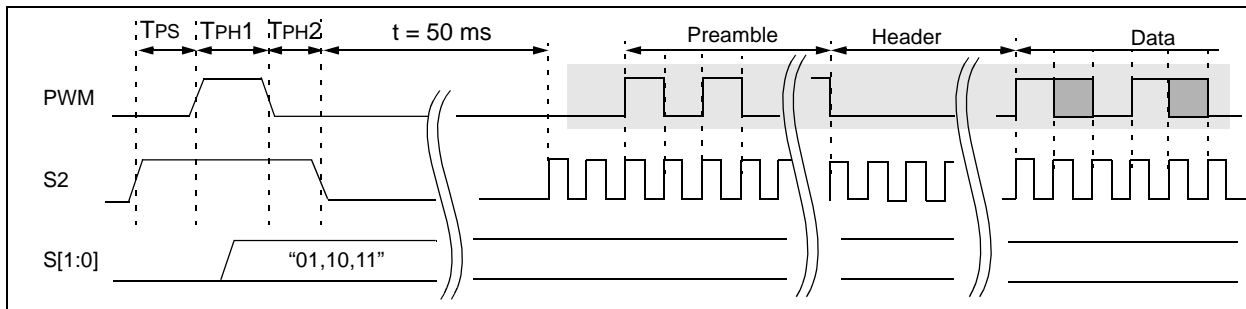 TPS TPH1 TPH2 t = 50 ms Preamble Header Data
PWM
S2
S[1:0] “01,10,11”